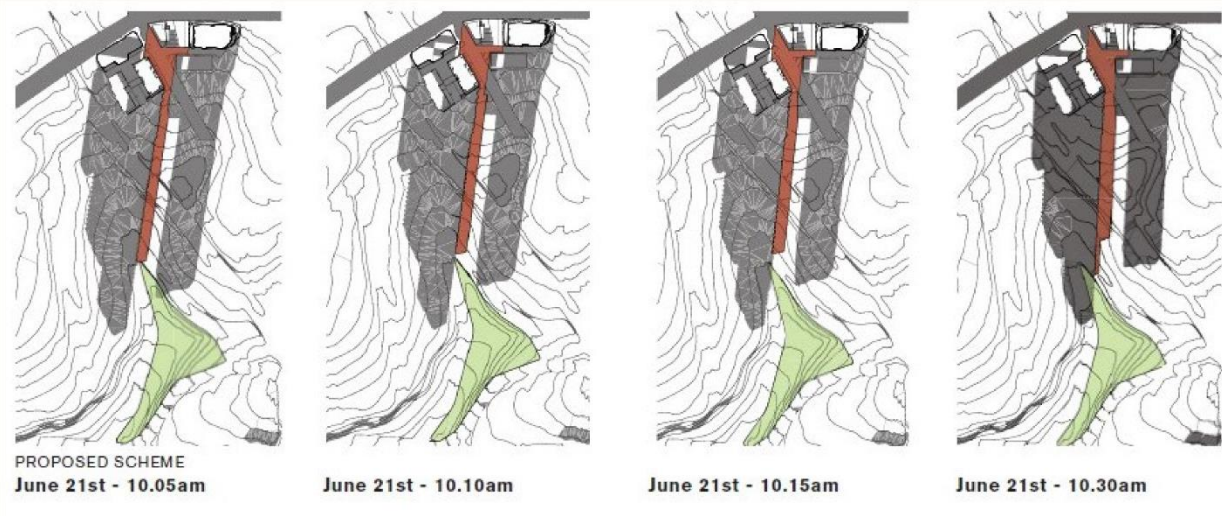 PROPOSED SCHEME
June 21st - 10.05am
June 21st - 10.10am
June 21st - 10.15am
June 21st - 10.30am